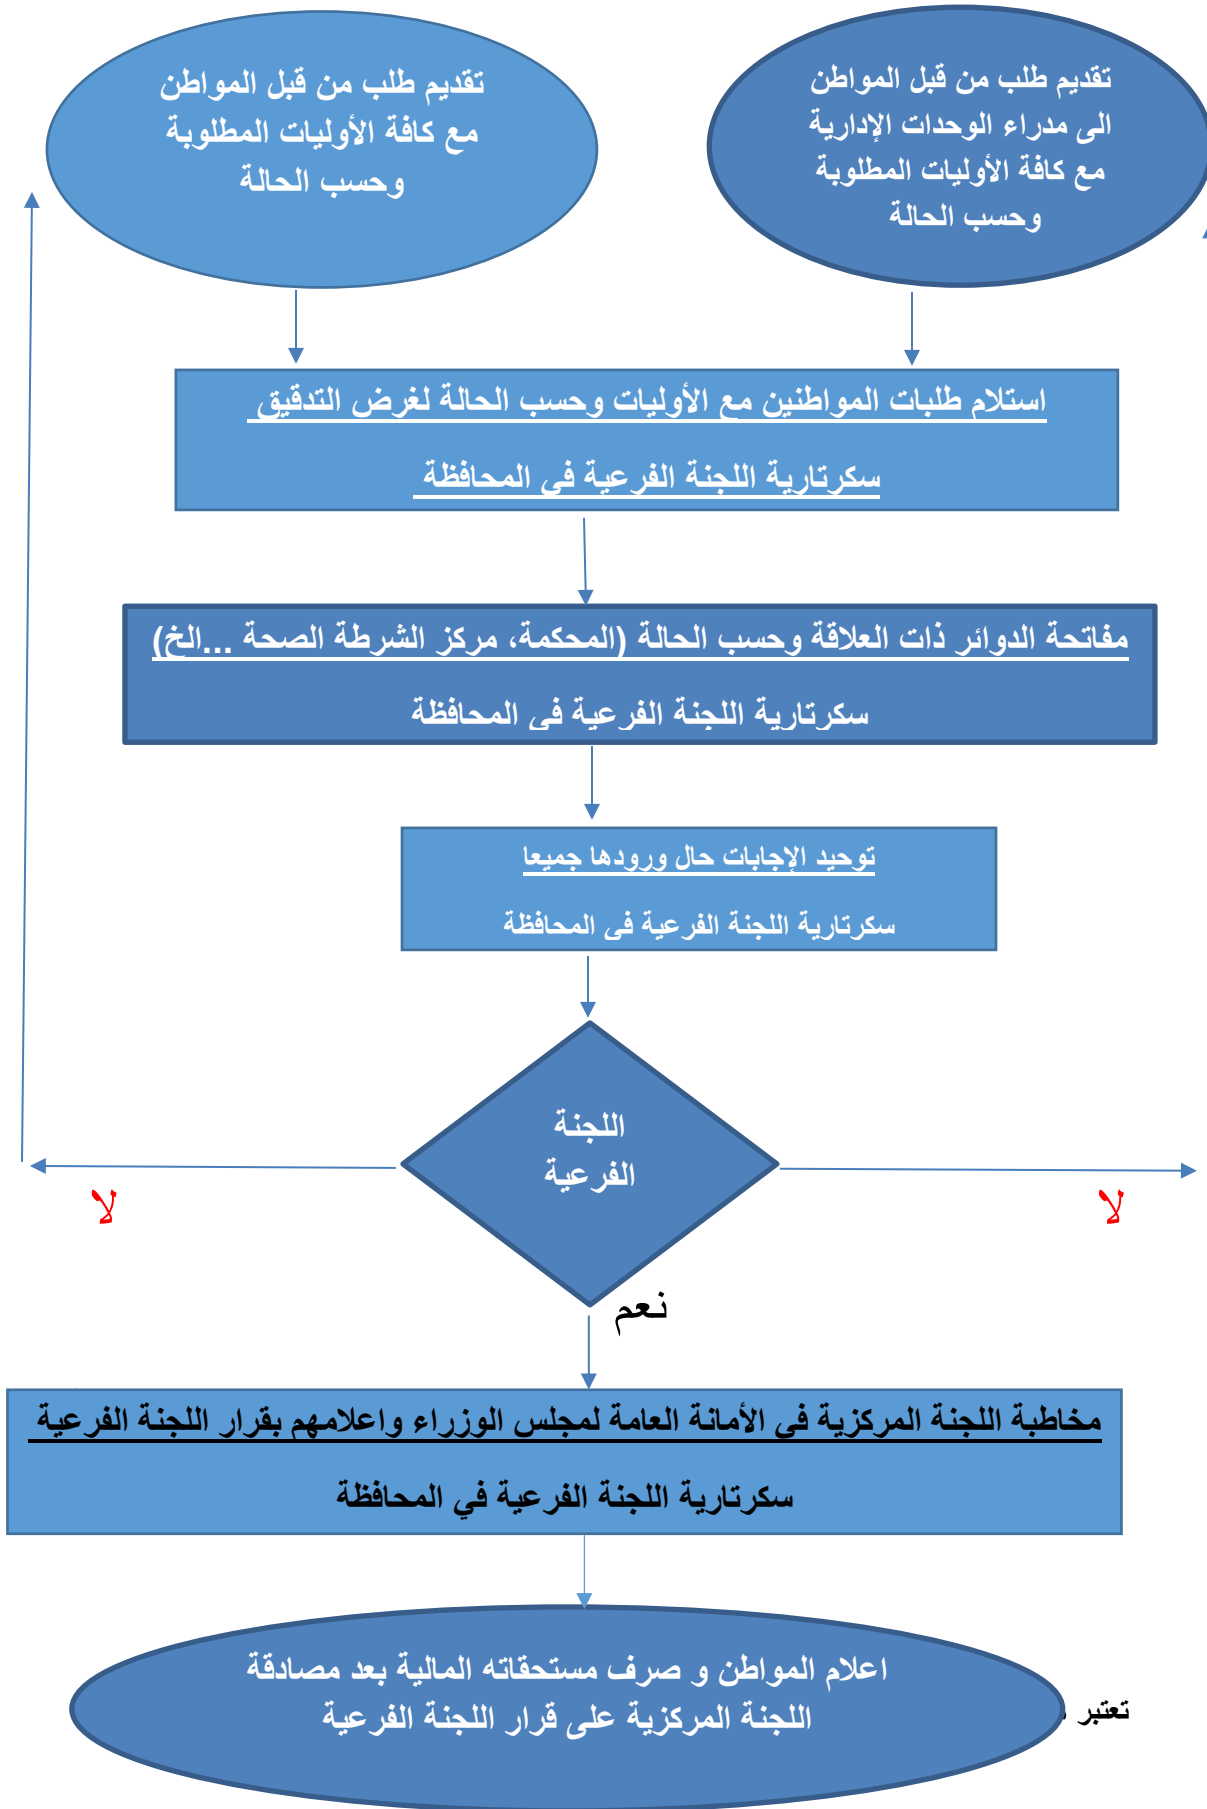 تقديم طلب من قبل المواطن
الى مدراء الوحدات الإدارية
مع كافة الأوليات المطلوبة
وحسب الحالة
تقديم طلب من قبل المواطن
مع كافة الأوليات المطلوبة
وحسب الحالة
استلام طلبات المواطنين مع الأوليات وحسب الحالة لغرض التدقيق
سكرتارية اللجنة الفرعية في المحافظة
مفاتحة الدوائر ذات العلاقة وحسب الحالة (المحكمة، مركز الشرطة الصحة ...الخ)
سكرتارية اللجنة الفرعية في المحافظة
توحيد الإجابات حال ورودها جميعا
سكرتارية اللجنة الفرعية في المحافظة
اللجنة
الفرعية
لا
لا
نعم
مخاطبة اللجنة المركزية في الأمانة العامة لمجلس الوزراء واعلامهم بقرار اللجنة الفرعية
سكرتارية اللجنة الفرعية في المحافظة
اعلام المواطن و صرف مستحقاته المالية بعد مصادقة
اللجنة المركزية على قرار اللجنة الفرعية
تعتبر